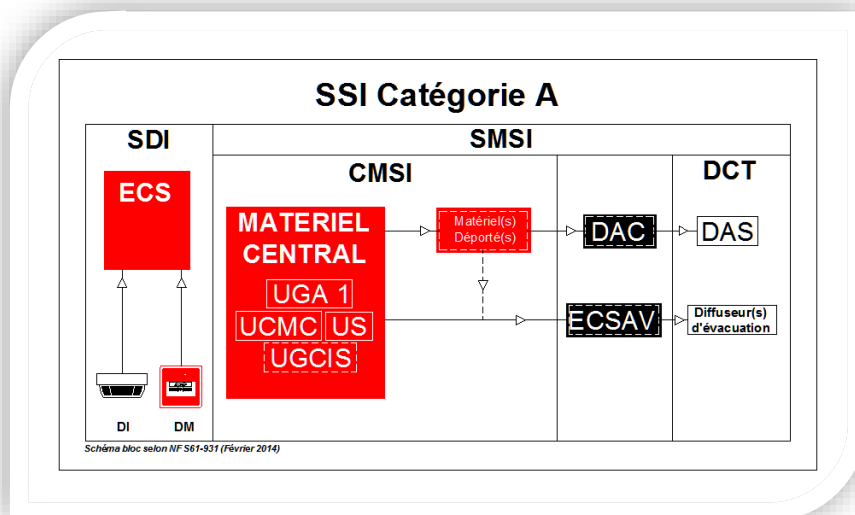 SSI Catégorie A
SDI
SMSI
CMSI
DCT
ECS
MATERIEL
CENTRAL
UGA 1
UCMC
US
UGCIS
Matériel(s)
Déporté(s)
DAC
DAS
ECSAV
Diffuseur(s)
d'évacuation
DI
DM
Schéma bloc selon NF S61-931 (Février 2014)